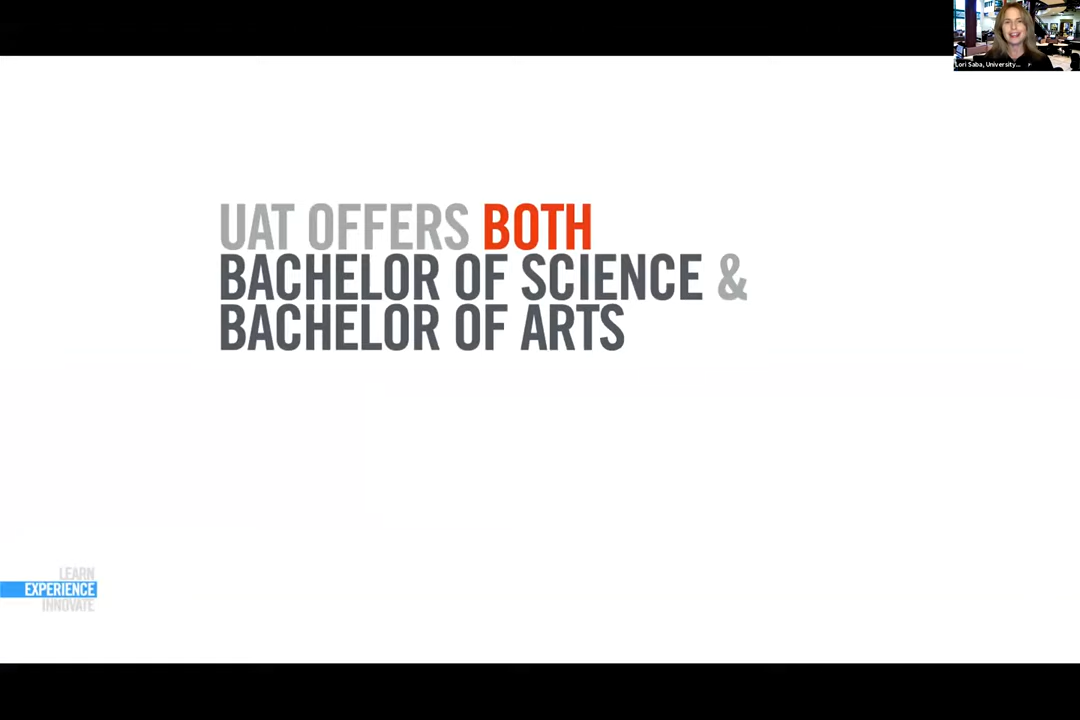 Lori Saba, University...
UAT OFFERS BOTH
BACHELOR OF SCIENCE &
BACHELOR OF ARTS
LEARN
EXPERIENCE
INNOVATE